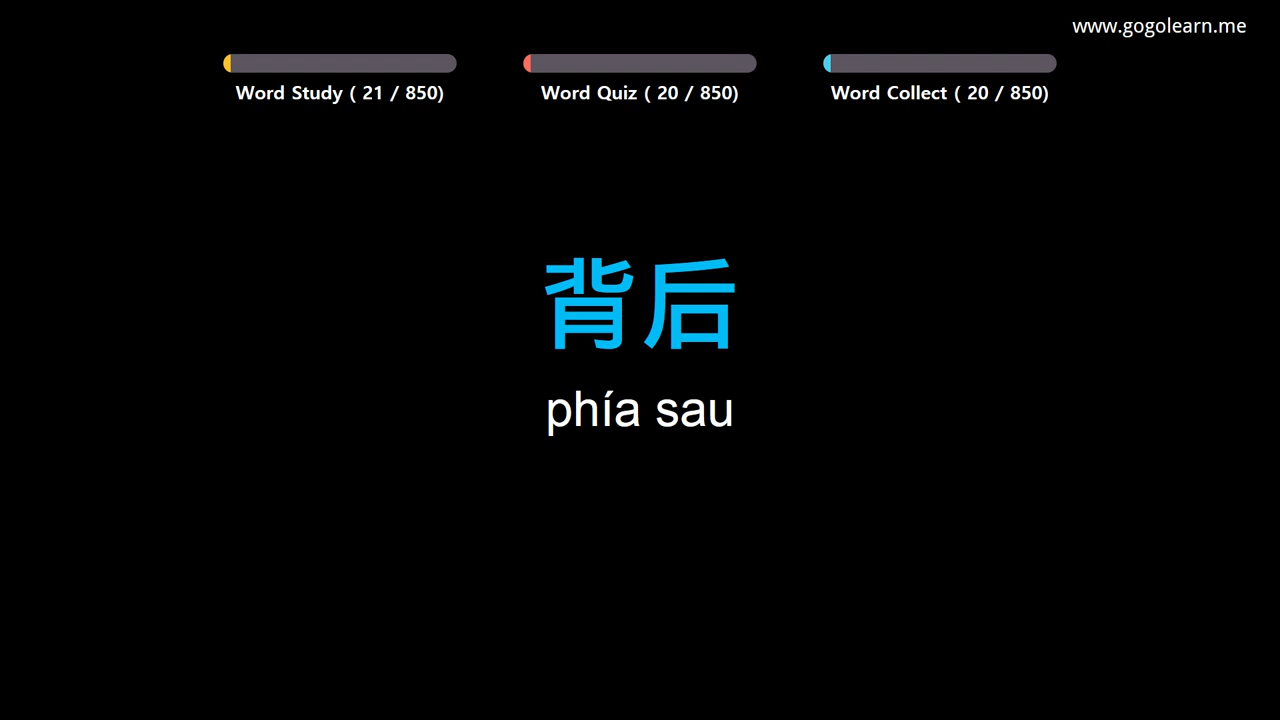 www.gogolearn.me
Word Study ( 21 / 850)
Word Quiz ( 20 / 850)
Word Collect ( 20 / 850)
背后
phía sau